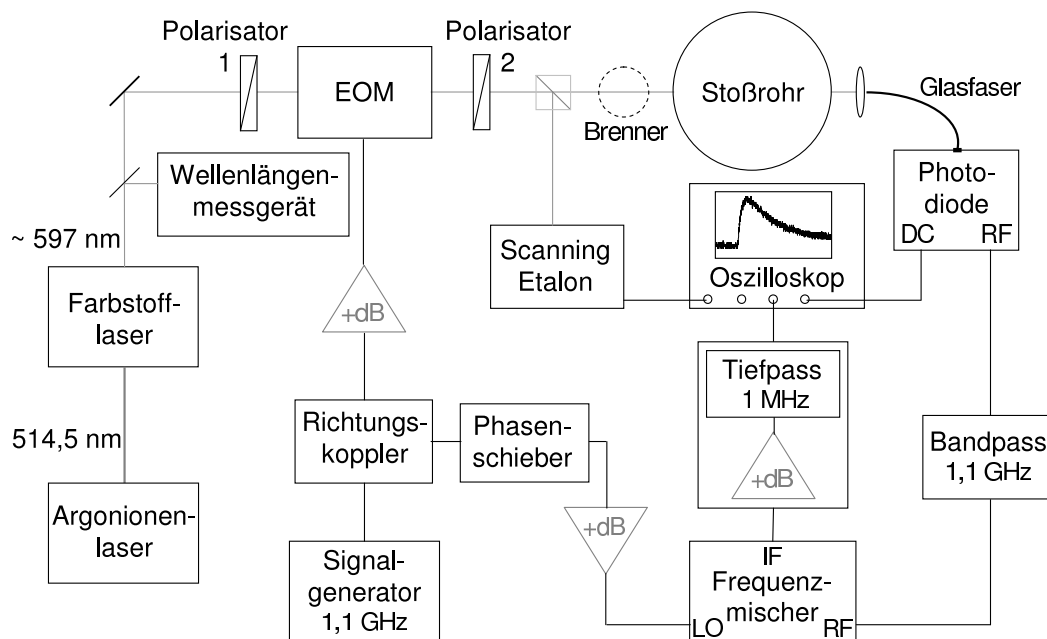 Polarisator
1
EOM
Polarisator
2
Stoßrohr
Glasfaser
Brenner
Wellenlängen-
messgerät
Photo-
diode
DC RF
~ 597 nm
Scanning
Etalon
Oszilloskop
Farbstoff-
laser
+dB
Tiefpass
1 MHz
514,5 nm
Richtungs-
koppler
Phasen-
schieber
Bandpass
1,1 GHz
+dB
Argonionen-
laser
+dB
Signal-
generator
1,1 GHz
IF
Frequenz-
mischer
LO RF